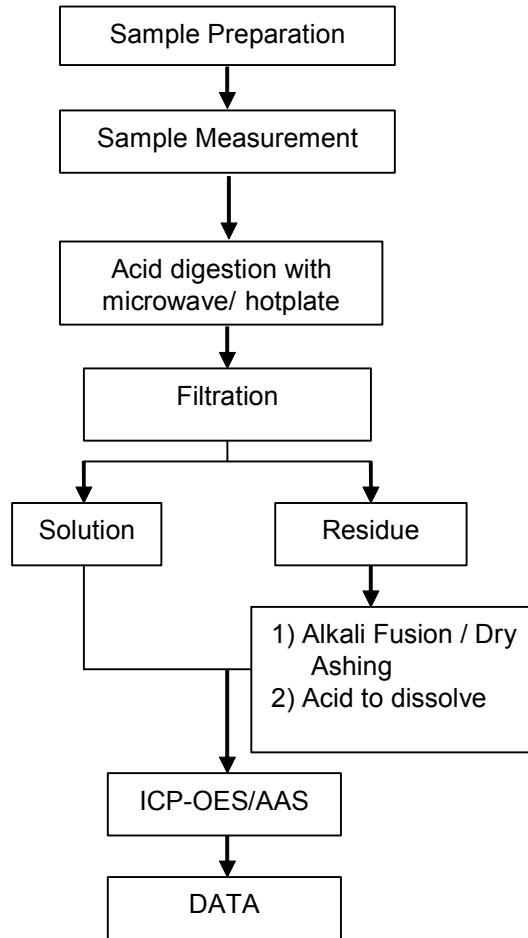 Sample Preparation
Sample Measurement
Acid digestion with
microwave/ hotplate
Filtration
Solution
Residue
1) Alkali Fusion / Dry
Ashing
2) Acid to dissolve
ICP-OES/AAS
DATA